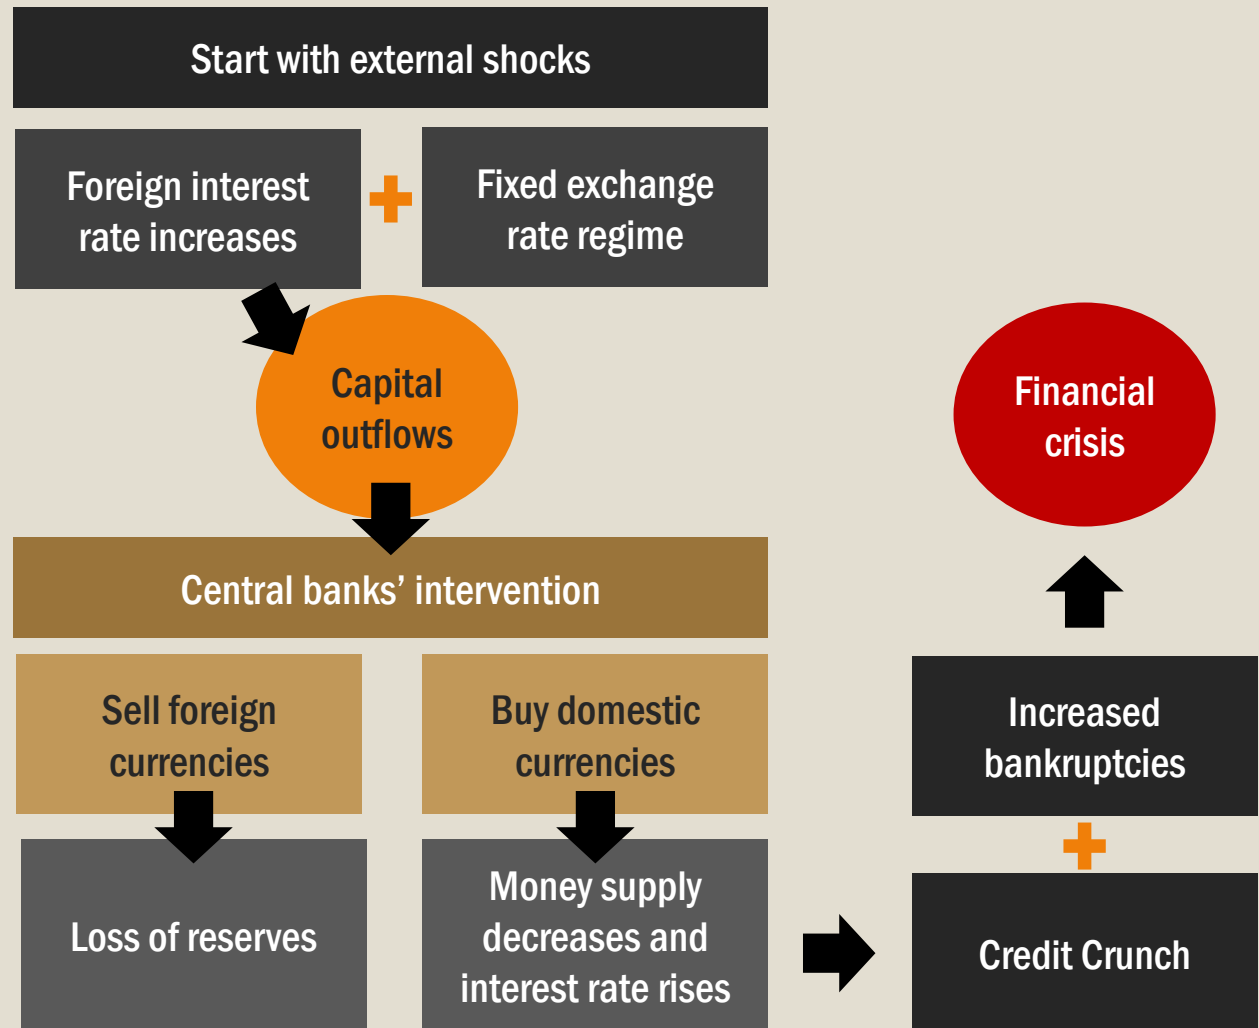 Start with external shocks
Foreign interest
rate increases
Fixed exchange
rate regime
Capital
outflows
Central banks’ intervention
Sell foreign
currencies
Buy domestic
currencies
Loss of reserves
Money supply
decreases and
interest rate rises
Credit Crunch
Increased
bankruptcies
Financial
crisis